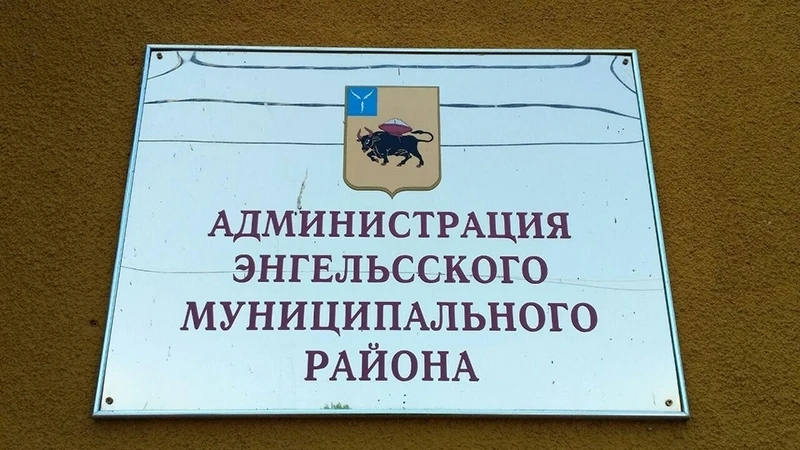 АДМИНИСТРАЦИЯ
ЭНГЕЛЬССКОГО
МУНИЦИПАЛЬНОГО
РАЙОНА